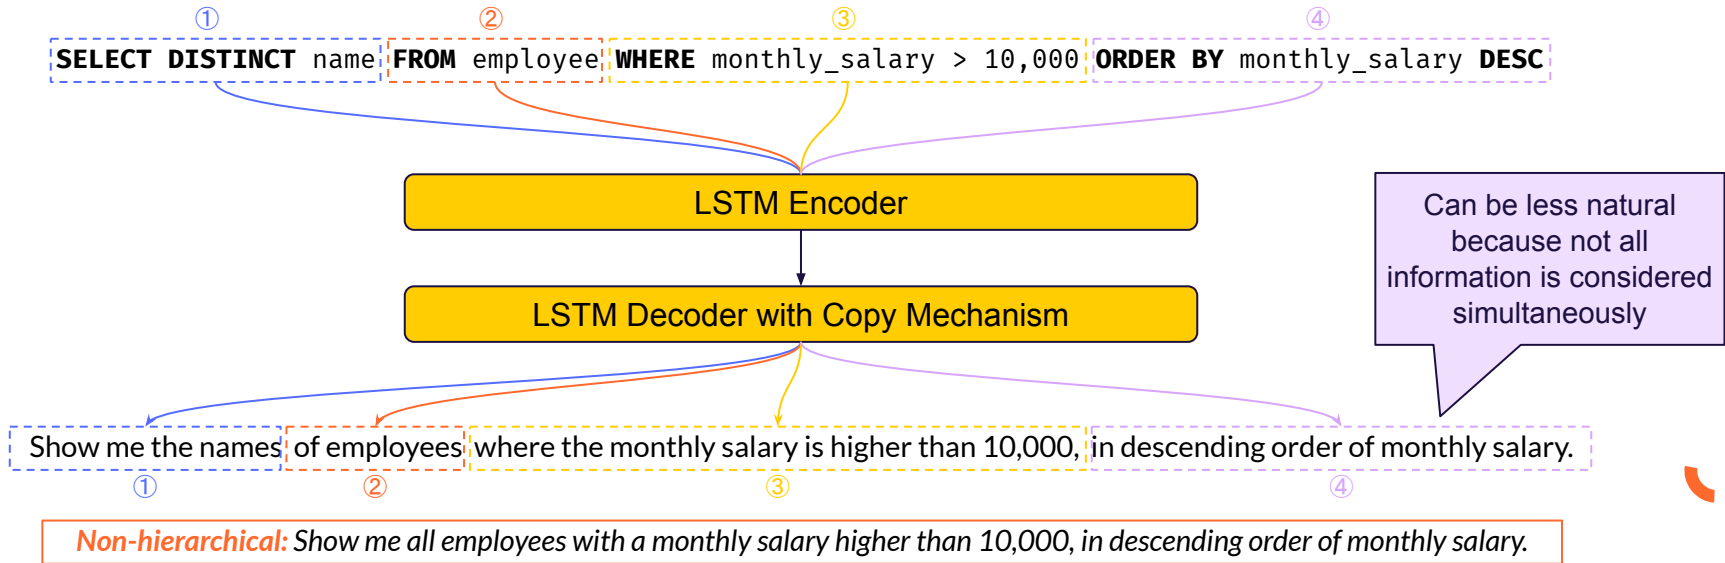 ① ② ③ ④
SELECT DISTINCT name FROM employee WHERE monthly_salary > 10,000 ORDER BY monthly_salary DESC
LSTM Encoder
Can be less natural
because not all
information is considered
simultaneously
LSTM Decoder with Copy Mechanism
Show me the names of employees where the monthly salary is higher than 10,000, in descending order of monthly salary.
① ② ③ ④
Non-hierarchical: Show me all employees with a monthly salary higher than 10,000, in descending order of monthly salary.